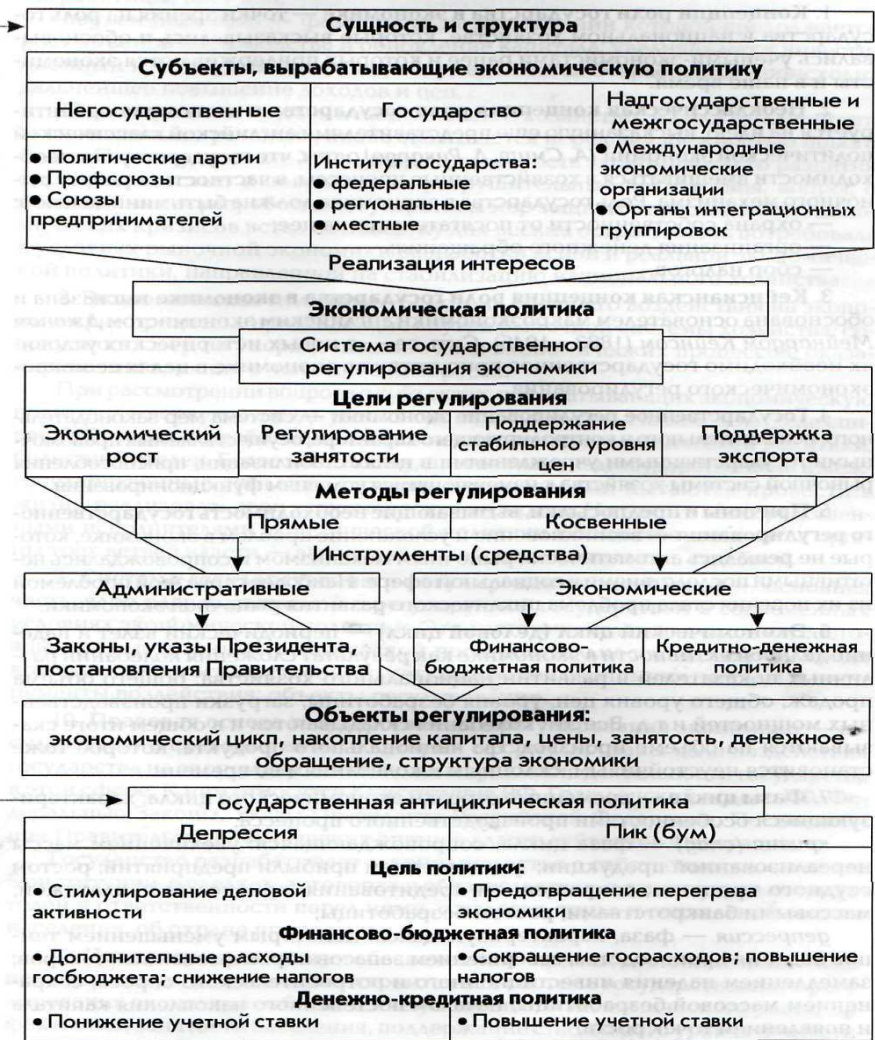 Сущность и структура
Субъекты, вырабатывающие экономическую политику
Негосударственные
● Политические партии
● Профсоюзы
● Союзы
предпринимателей
Государство
Институт государства:
● федеральные
● региональные
● местные
Надгосударственные и
межгосударственные
● Международные
экономические
организации
● Органы интеграционных
группировок
Реализация интересов
Экономическая политика
Система государственного
регулирования экономики
Цели регулирования
Экономический
рост
Регулирование
занятости
Поддержание
стабильного уровня
цен
Поддержка
экспорта
Методы регулирования
Прямые
Косвенные
Инструменты (средства)
Административные
Экономические
Законы, указы Президента,
постановления Правительства
Финансово-
бюджетная политика
Кредитно-денежная
Объекты регулирования:
экономический цикл, накопление капитала, цены, занятость, денежное
обращение, структура экономики
Государственная антициклическая политика
Депрессия
Пик (бум)
Цель политики:
● Стимулирование деловой
активности
● Предотвращение перегрева
экономики
Финансово-бюджетная политика
● Дополнительные расходы
госбюджета; снижение налогов
● Сокращение госрасходов; повышение
налогов
Денежно-кредитная политика
● Понижение учетной ставки
● Повышение учетной ставки